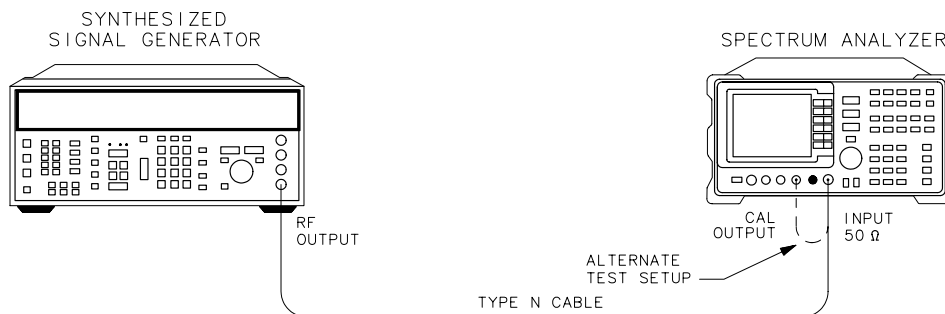 SYNTHESIZED
SIGNAL GENERATOR
SPECTRUM ANALYZER
RF
OUTPUT
CAL
OUTPUT
INPUT
50 Ω
ALTERNATE
TEST SETUP
TYPE N CABLE